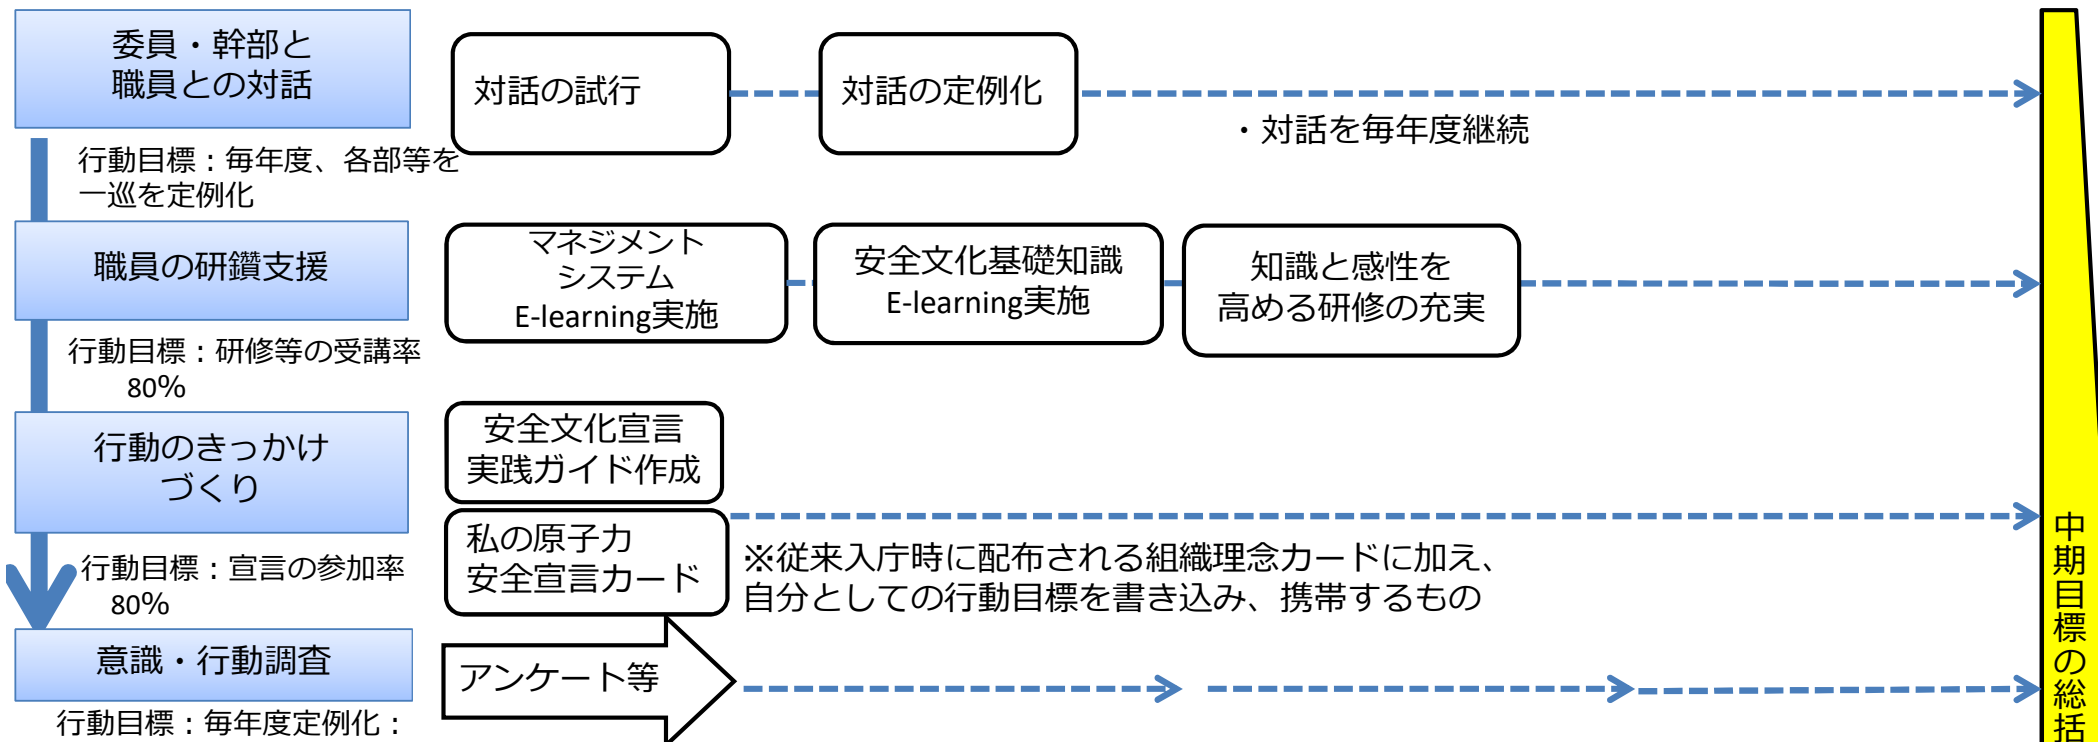 委員・幹部と
職員との対話
対話の試行
対話の定例化
・対話を毎年度継続
行動目標：毎年度、各部等を
一巡を定例化
職員の研鑽支援
マネジメント
システム
E-learning実施
安全文化基礎知識
E-learning実施
知識と感性を
高める研修の充実
行動目標：研修等の受講率
80%
行動のきっかけ
づくり
安全文化宣言
実践ガイド作成
私の原子力
安全宣言カード
※従来入庁時に配布される組織理念カードに加え、
自分としての行動目標を書き込み、携帯するもの
行動目標：宣言の参加率
80%
意識・行動調査
アンケート等
行動目標：毎年度定例化：
中期目標の総括